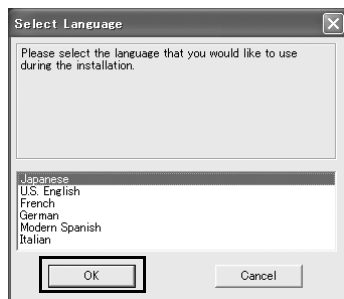 Select Language
Please select the language that you would like to use
during the installation.
Japanese
U.S. English
French
German
Modern Spanish
Italian
OK
Cancel